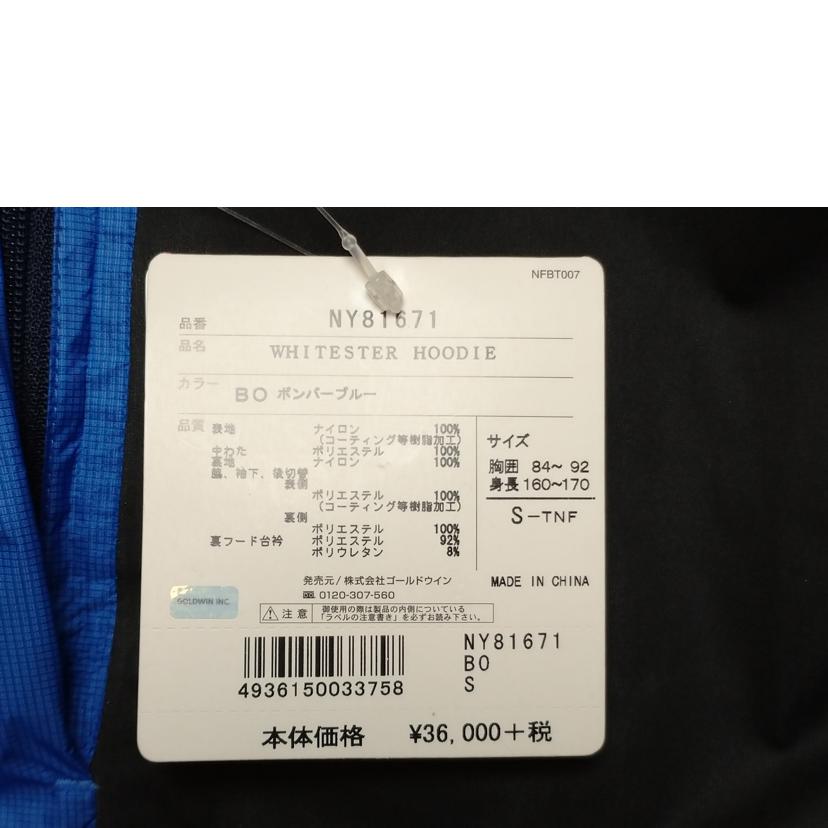 NFBT007
品番 NY81671
品名 WHITESTER HOODIE
カラー BO ボンバーブルー
品質 表地 ナイロン 100%
(コーティング等樹脂加工)
中わた ポリエステル 100%
裏地 ナイロン 100%
脇、袖下、後切替
表側
ポリエステル 100%
(コーティング等樹脂加工)
裏側
ポリエステル 100%
裏フード台衿 ポリエステル 92%
ポリウレタン 8%
サイズ
胸囲 84~ 92
身長 160~170
S-TNF
発売元/株式会社ゴールドウイン
0120-307-560
MADE IN CHINA
GOLDWIN INC.
注意 御使用の際は製品の内側についている
「ラベルの注意書き」を必ずお読み下さい。
4936150033758
NY81671
BO
S
本体価格 ¥36,000+税